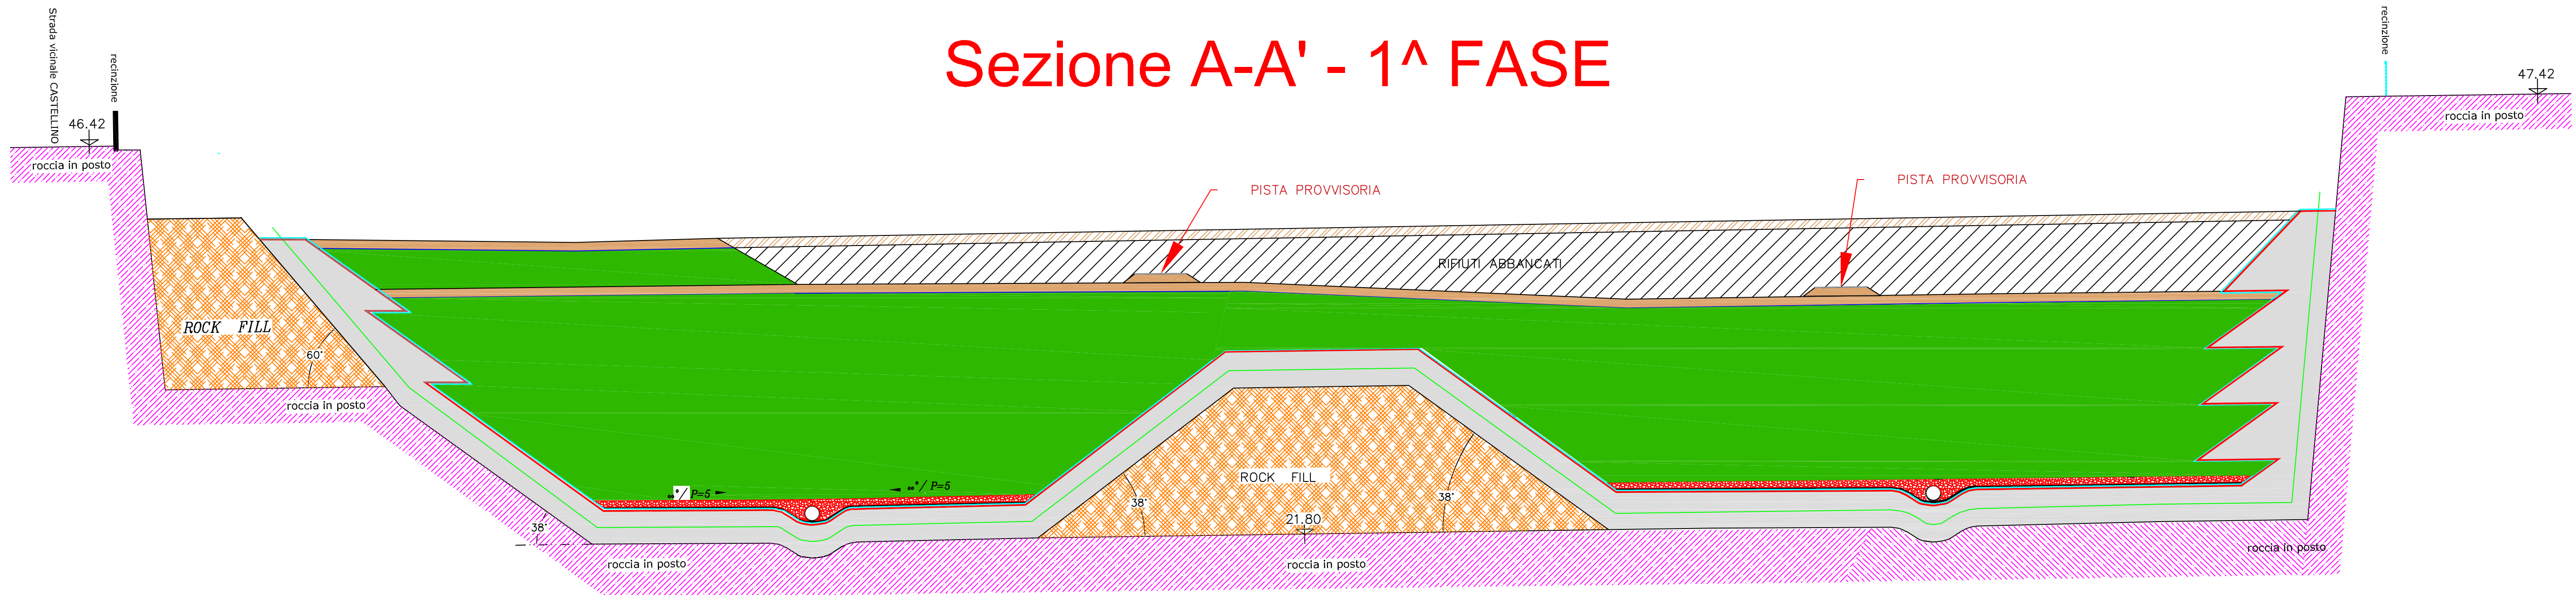 Sezione A-A' - 1^ FASE
Strada vicinale CASTELLINO
recinzione
46.42
roccia in posto
recinzione
47.42
roccia in posto
PISTA PROVVISORIA
PISTA PROVVISORIA
RIFIUTI ABBANCATI
ROCK FILL
60°
roccia in posto
P=5
P=5
38°
roccia in posto
ROCK FILL
38°
38°
21.80
roccia in posto
roccia in posto